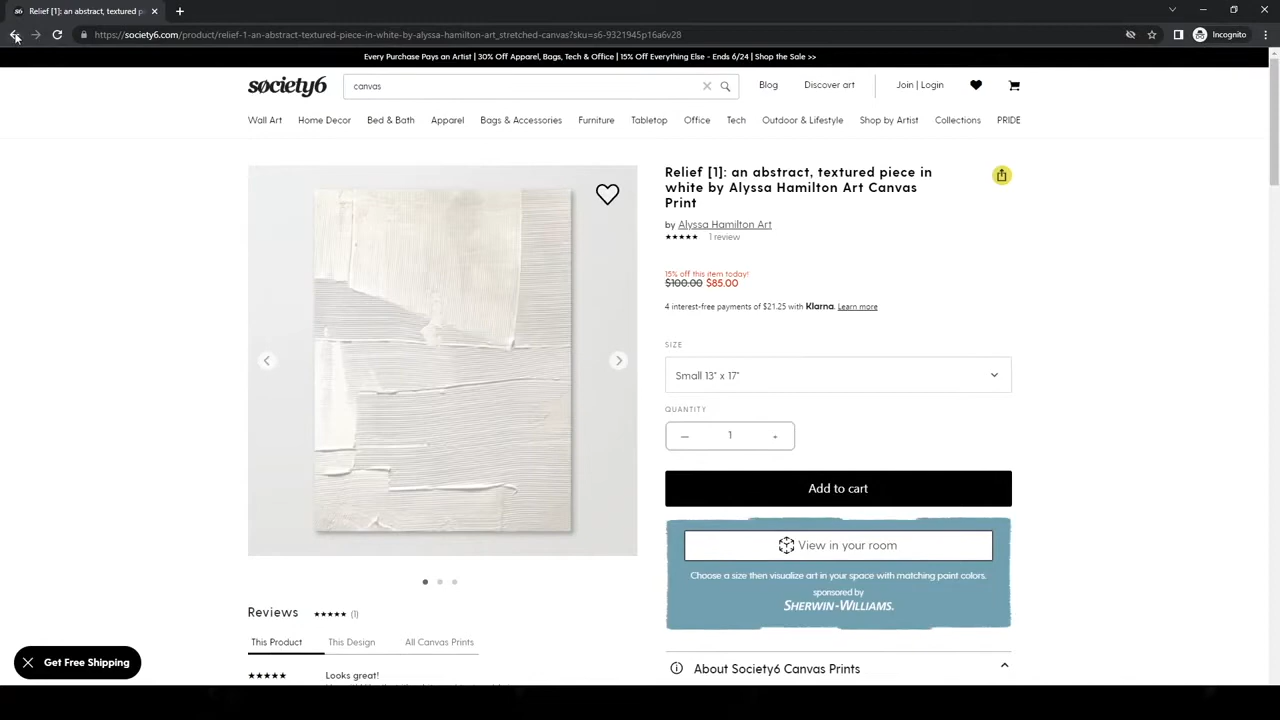 Relief [1]: an abstract, textured p
Incognito
https://society6.com/product/relief-1-an-abstract-textured-piece-in-white-by-alyssa-hamilton-art_stretched-canvas?sku=s6-9321945p16a6v28
Every Purchase Pays an Artist | 30% Off Apparel, Bags, Tech & Office | 15% Off Everything Else - Ends 6/24 | Shop the Sale >>
society6
canvas
Blog
Discover art
Join | Login
Wall Art
Home Decor
Bed & Bath
Apparel
Bags & Accessories
Furniture
Tabletop
Office
Tech
Outdoor & Lifestyle
Shop by Artist
Collections
PRIDE
Relief [1]: an abstract, textured piece in
white by Alyssa Hamilton Art Canvas
Print
by Alyssa Hamilton Art
★★★★★ 1 review
15% off this item today!
$100.00 $85.00
4 interest-free payments of $21.25 with Klarna. Learn more
SIZE
Small 13" x 17"
QUANTITY
— 1 +
Add to cart
View in your room
Choose a size then visualize art in your space with matching paint colors.
sponsored by
SHERWIN-WILLIAMS.
About Society6 Canvas Prints
Reviews ★★★★★ (1)
This Product
This Design
All Canvas Prints
★★★★★ Looks great!
Get Free Shipping